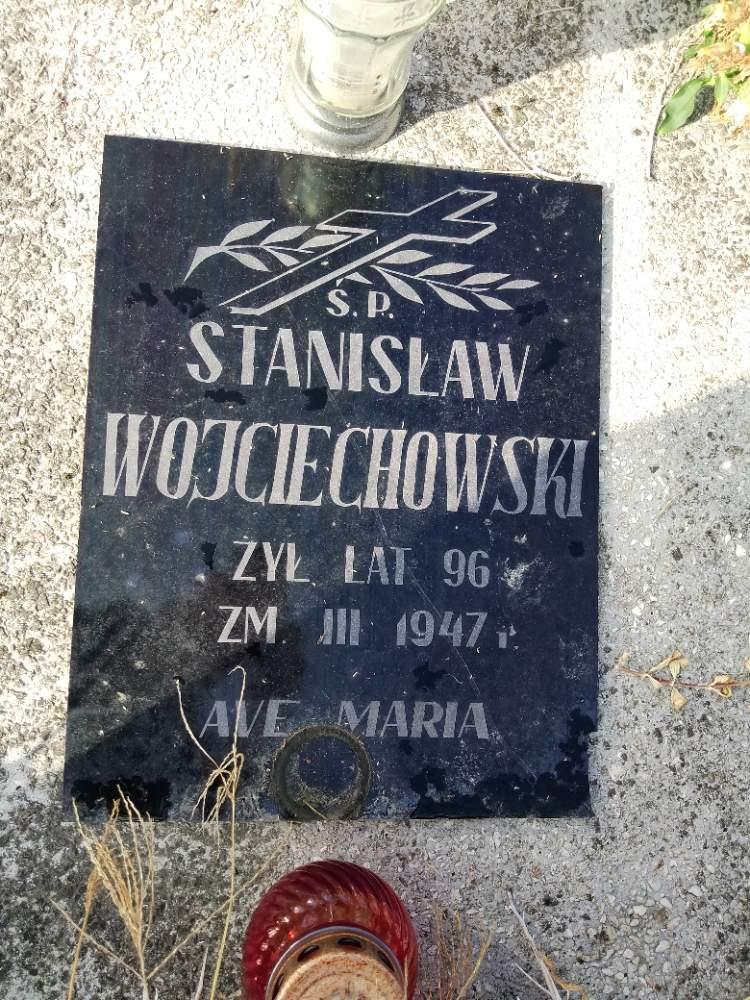 Ś.P.
STANISŁAW
WOJCIECHOWSKI
ŻYŁ LAT 96
ZM. III 1947 r.
AVE MARIA